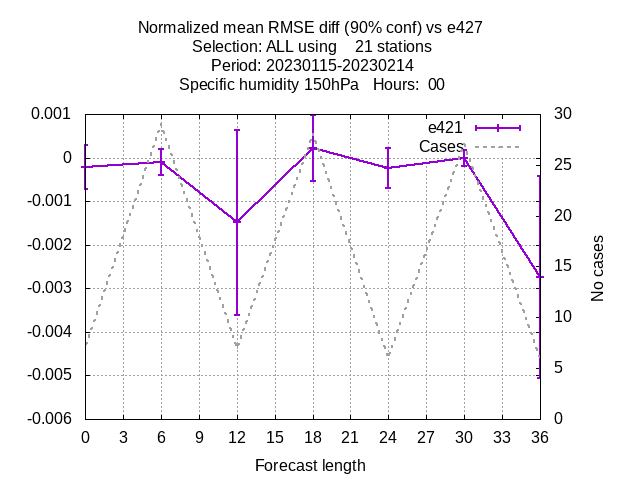 Normalized mean RMSE diff (90% conf) vs e427
Selection: ALL using    21 stations
Period: 20230115-20230214
Specific humidity 150hPa   Hours:  00
0.001
0
-0.001
-0.002
-0.003
-0.004
-0.005
-0.006
e421
Cases
30
25
20
15
10
5
0
No cases
0 3 6 9 12 15 18 21 24 27 30 33 36
Forecast length